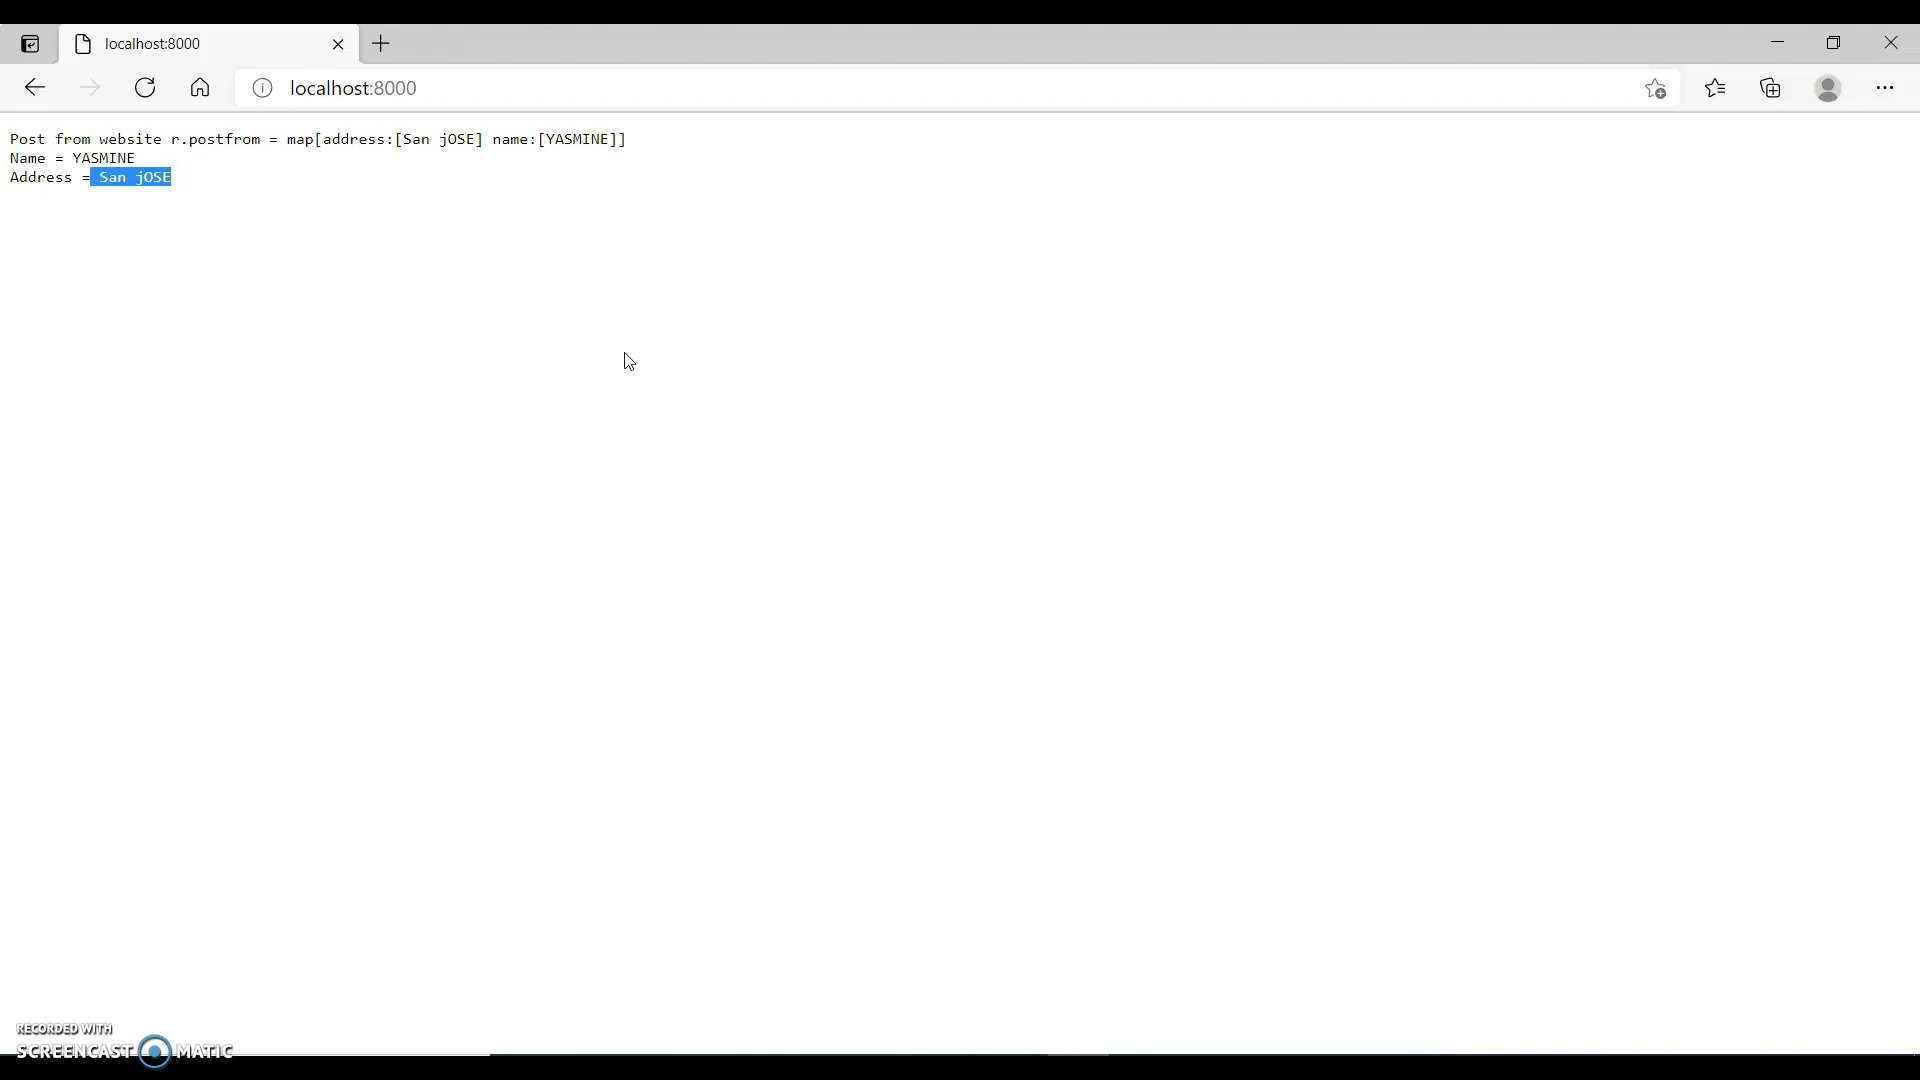 localhost:8000
localhost:8000
Post from website r.postfrom = map[address:[San jOSE] name:[YASMINE]]
Name = YASMINE
Address = San jOSE
RECORDED WITH
SCREENCAST MATIC